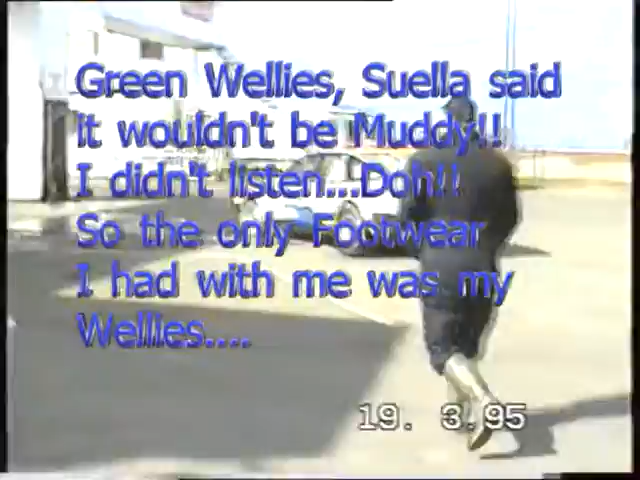 Green Wellies, Suella said
it wouldn't be Muddy!!
I didn't listen...Doh!!
So the only Footwear
I had with me was my
Wellies....
19. 3.95